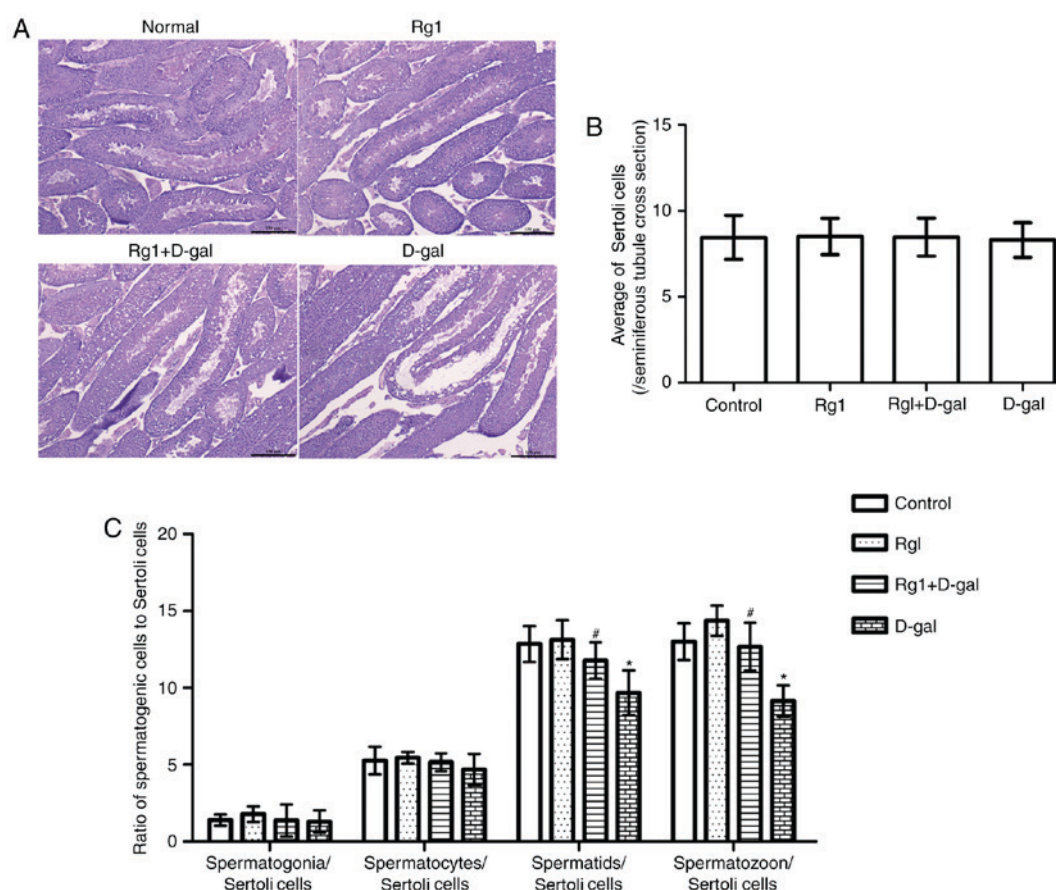 A
Normal
Rg1
Rg1+D-gal
D-gal
B
Average of Sertoli cells
(/seminiferous tubule cross section)
15
10
5
0
Control
Rg1
Rgl+D-gal
D-gal
C
Ratio of spermatogenic cells to Sertoli cells
20
15
10
5
0
#
*
#
*
Spermatogonia/
Sertoli cells
Spermatocytes/
Sertoli cells
Spermatids/
Sertoli cells
Spermatozoon/
Sertoli cells
Control
Rgl
Rg1+D-gal
D-gal